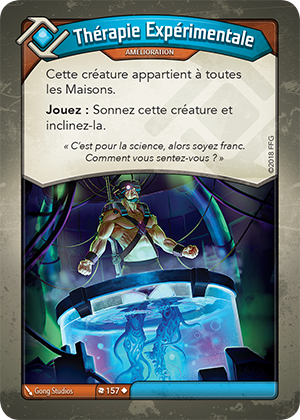 Thérapie Expérimentale
AMÉLIORATION
Cette créature appartient à toutes
les Maisons.
Jouez : Sonnez cette créature et
inclinez-la.
« C'est pour la science, alors soyez franc.
Comment vous sentez-vous ? »
©2018 FFG
Gong Studios
157